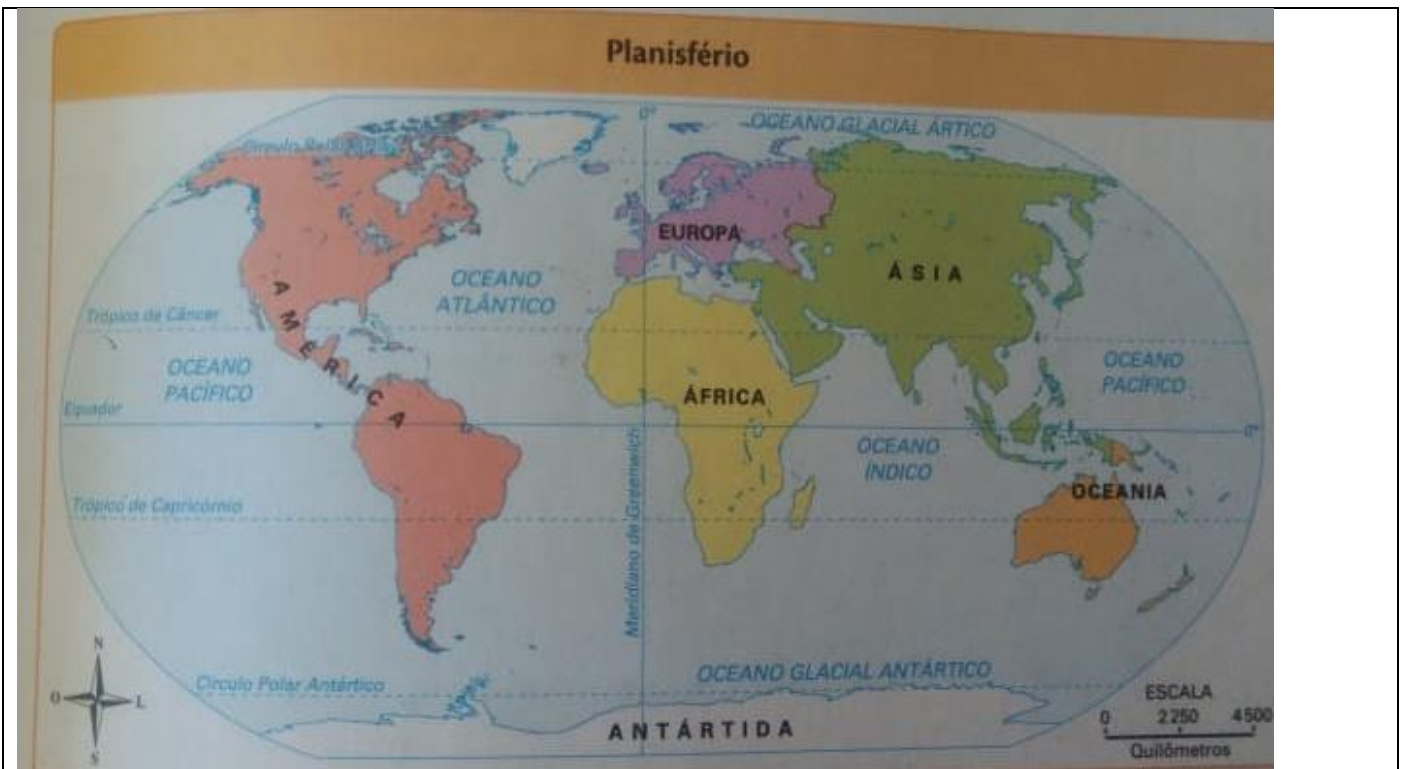 Planisfério
0°
OCEANO GLACIAL ÁRTICO
Círculo
EUROPA
ÁSIA
OCEANO
ATLÂNTICO
AMÉRICA
Trópico de Câncer
OCEANO
PACÍFICO
OCEANO
PACÍFICO
ÁFRICA
Equador
0°
OCEANO
ÍNDICO
OCEANIA
Trópico de Capricórnio
Meridiano de Greenwich
Círculo Polar Antártico
OCEANO GLACIAL ANTÁRTICO
ANTÁRTIDA
N
O
L
S
ESCALA
0 2 250 4 500
Quilômetros